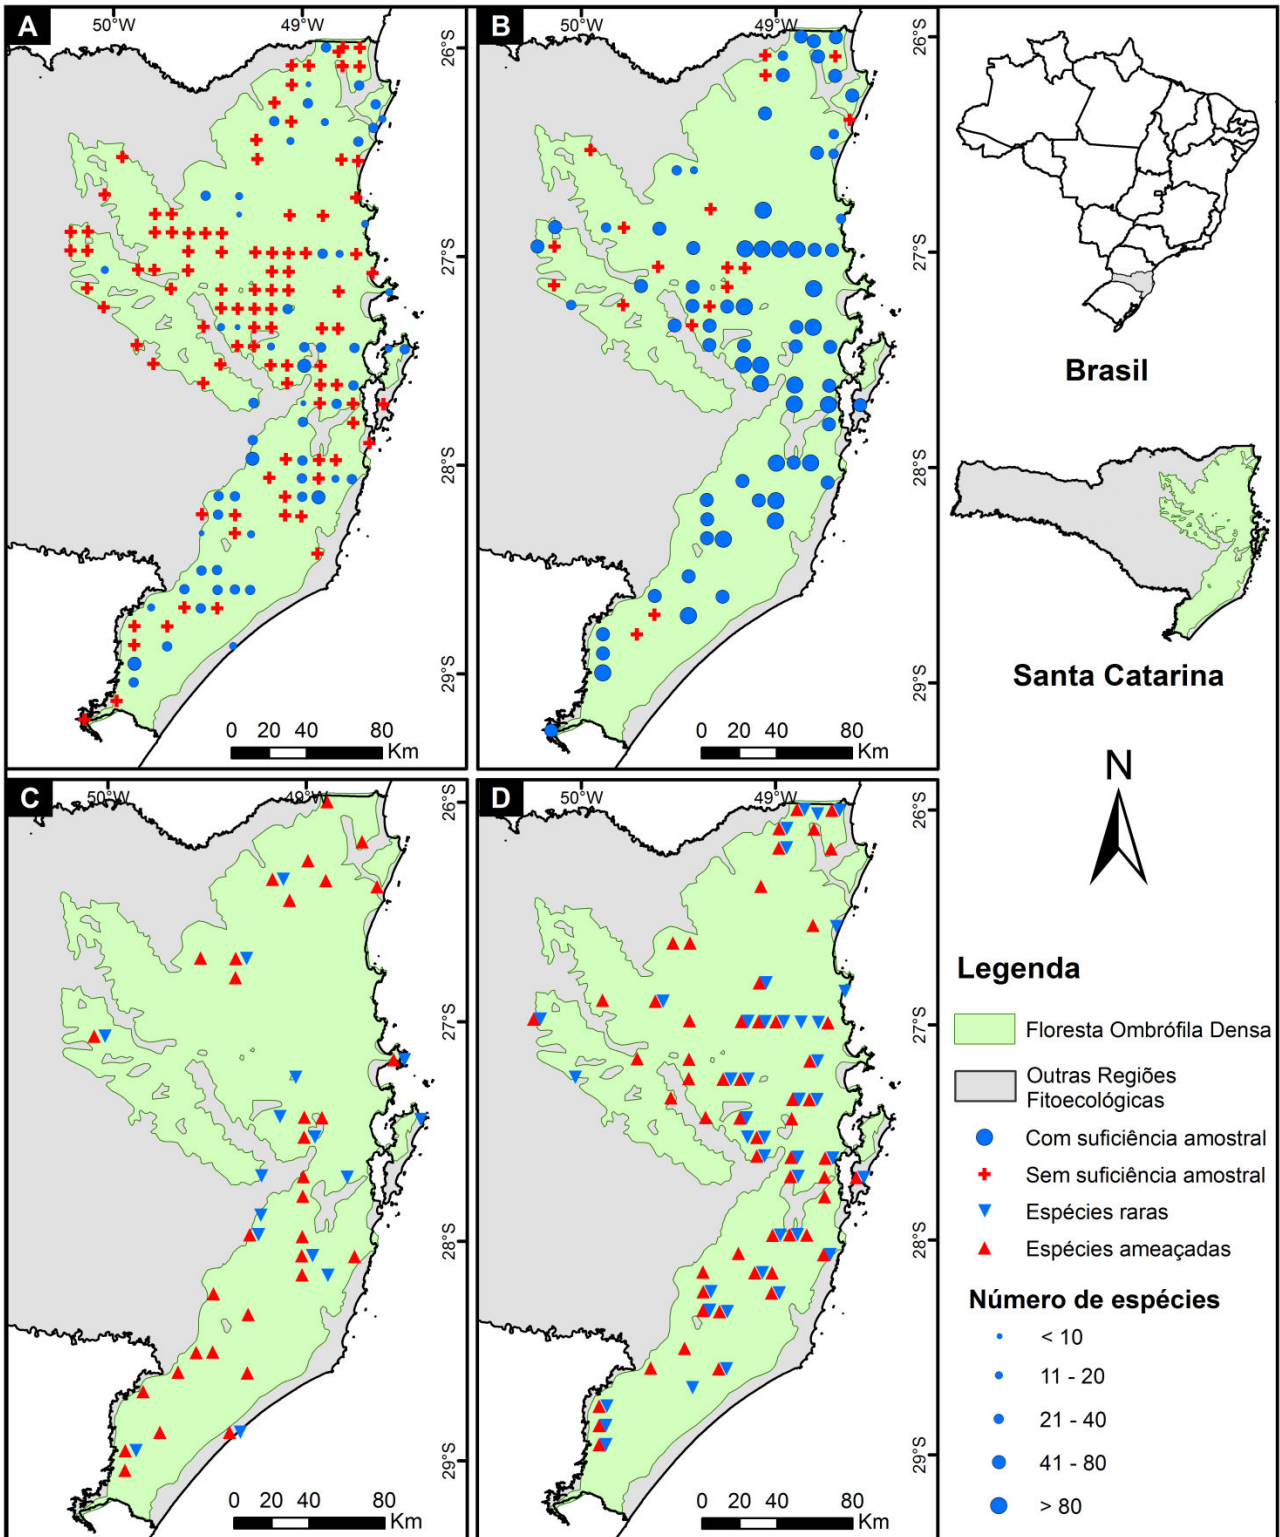 A
50°W
49°W
26°S
27°S
28°S
29°S
0 20 40 80
Km
B
50°W
49°W
26°S
27°S
28°S
29°S
0 20 40 80
Km
Brasil
Santa Catarina
N
C
50°W
49°W
26°S
27°S
28°S
29°S
0 20 40 80
Km
D
50°W
49°W
26°S
27°S
28°S
29°S
0 20 40 80
Km
Legenda
Floresta Ombrófila Densa
Outras Regiões
Fitoecológicas
Com suficiência amostral
Sem suficiência amostral
Espécies raras
Espécies ameaçadas
Número de espécies
< 10
11 - 20
21 - 40
41 - 80
> 80